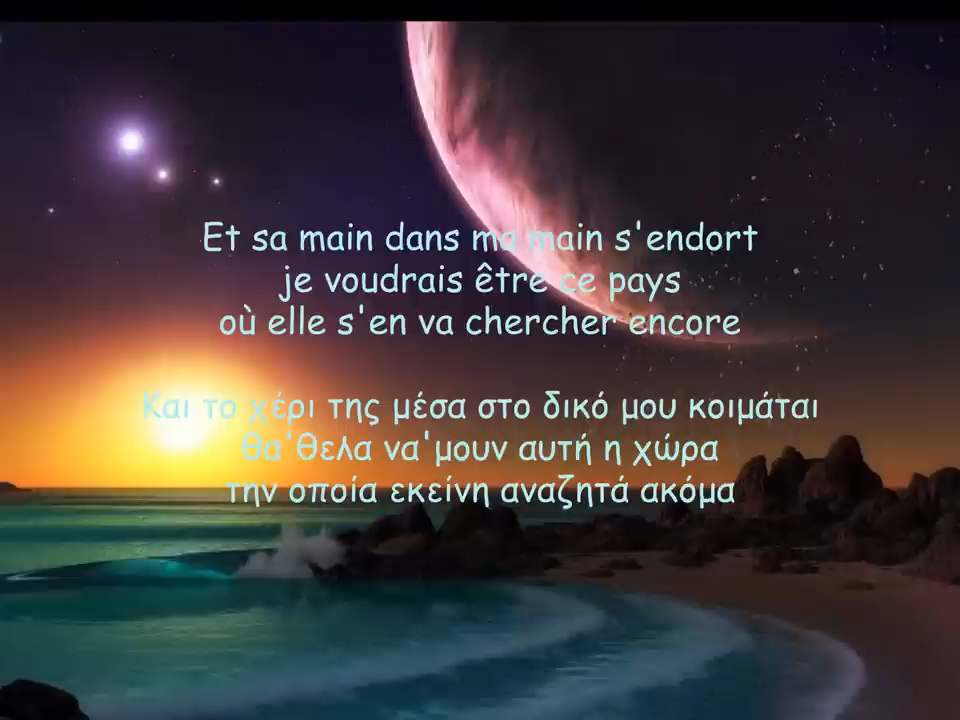 Et sa main dans ma main s'endort
je voudrais être ce pays
où elle s'en va chercher encore
Και το χέρι της μέσα στο δικό μου κοιμάται
θα'θελα να'μουν αυτή η χώρα
την οποία εκείνη αναζητά ακόμα